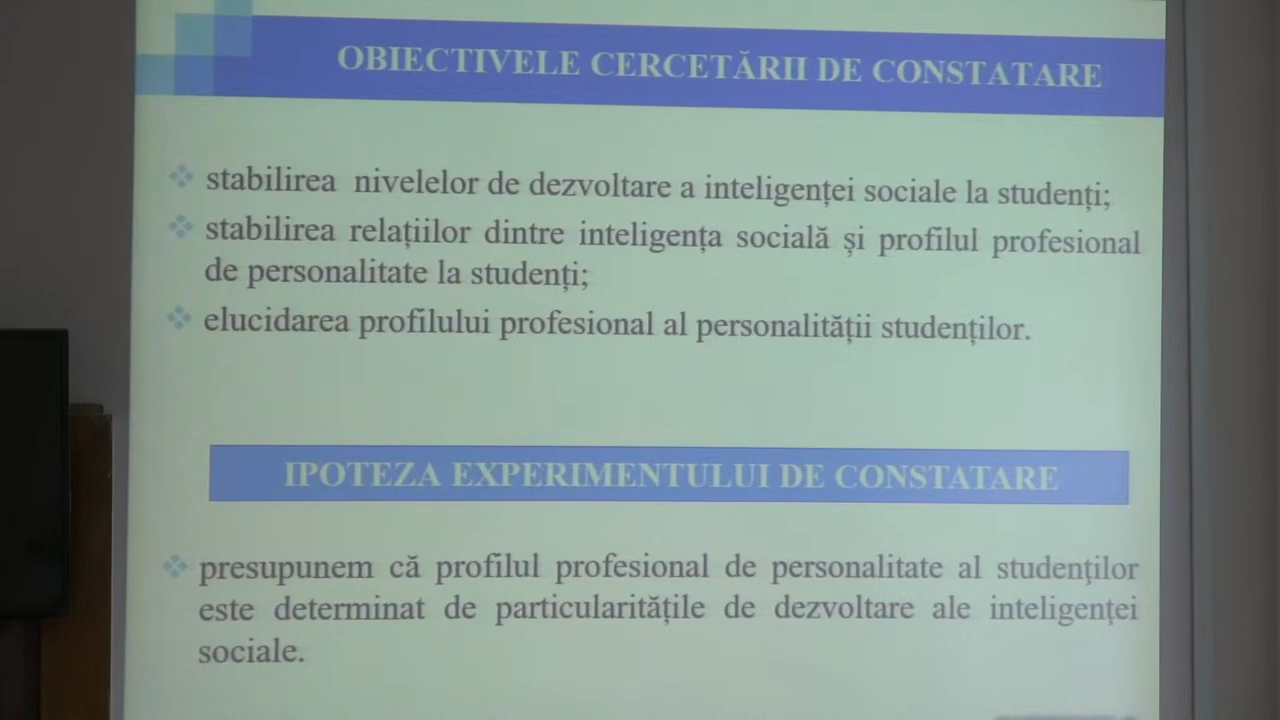 OBIECTIVELE CERCETĂRII DE CONSTATARE
stabilirea nivelelor de dezvoltare a inteligenței sociale la studenți;
stabilirea relațiilor dintre inteligența socială și profilul profesional
de personalitate la studenți;
elucidarea profilului profesional al personalității studenților.
IPOTEZA EXPERIMENTULUI DE CONSTATARE
presupunem că profilul profesional de personalitate al studenţilor
este determinat de particularitățile de dezvoltare ale inteligenţei
sociale.